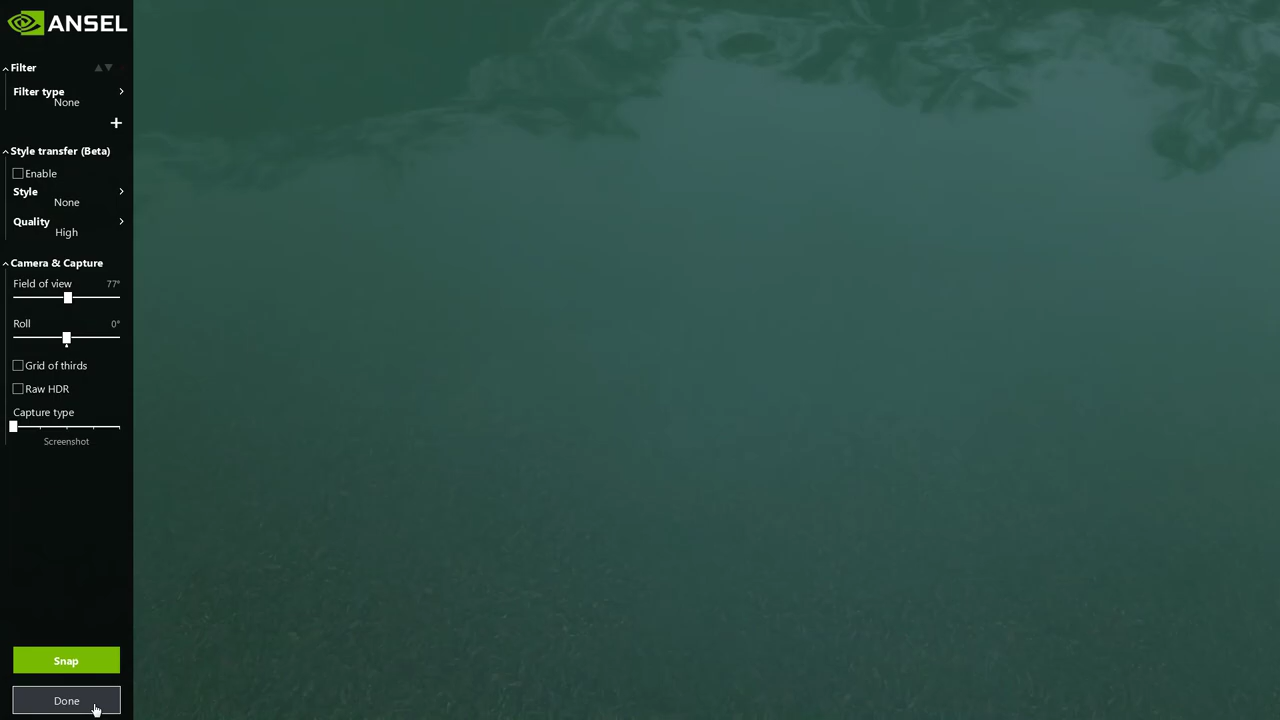 ANSEL
Filter
Filter type
None
+
Style transfer (Beta)
Enable
Style
None
Quality
High
Camera & Capture
Field of view 77°
Roll 0°
Grid of thirds
Raw HDR
Capture type
Screenshot
Snap
Done